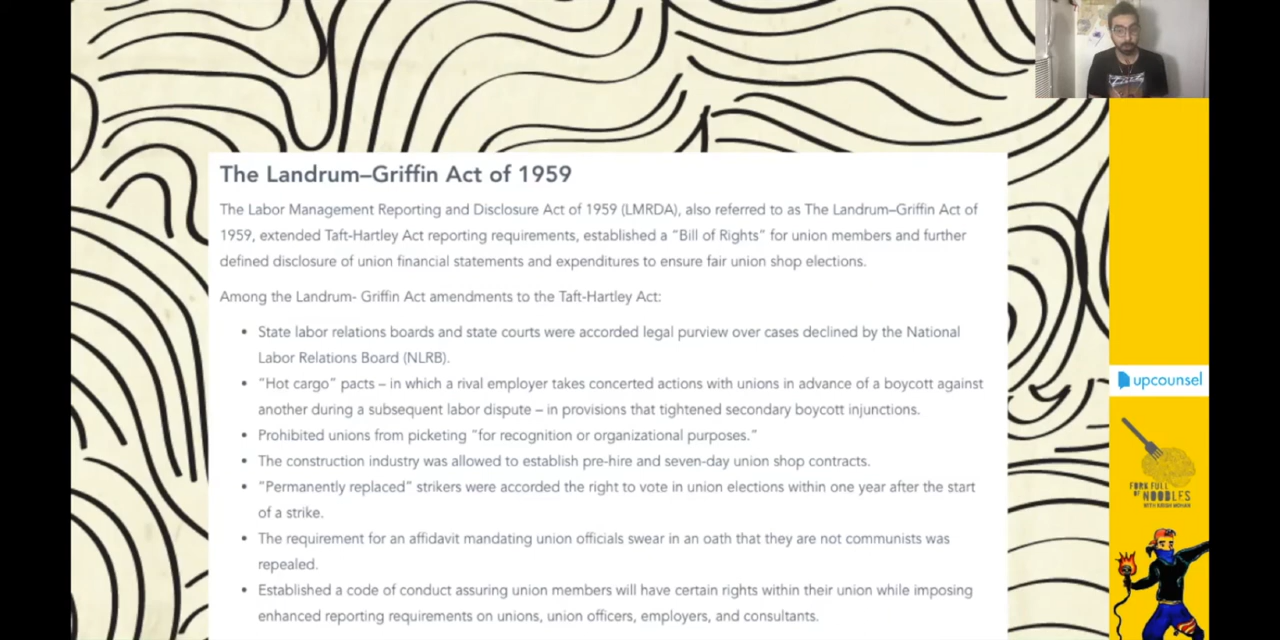 The Landrum–Griffin Act of 1959
The Labor Management Reporting and Disclosure Act of 1959 (LMRDA), also referred to as The Landrum–Griffin Act of
1959, extended Taft-Hartley Act reporting requirements, established a “Bill of Rights” for union members and further
defined disclosure of union financial statements and expenditures to ensure fair union shop elections.
Among the Landrum- Griffin Act amendments to the Taft-Hartley Act:
• State labor relations boards and state courts were accorded legal purview over cases declined by the National
Labor Relations Board (NLRB).
• “Hot cargo” pacts – in which a rival employer takes concerted actions with unions in advance of a boycott against
another during a subsequent labor dispute – in provisions that tightened secondary boycott injunctions.
• Prohibited unions from picketing “for recognition or organizational purposes.”
• The construction industry was allowed to establish pre-hire and seven-day union shop contracts.
• “Permanently replaced” strikers were accorded the right to vote in union elections within one year after the start
of a strike.
• The requirement for an affidavit mandating union officials swear in an oath that they are not communists was
repealed.
• Established a code of conduct assuring union members will have certain rights within their union while imposing
enhanced reporting requirements on unions, union officers, employers, and consultants.
upcounsel
FORK FULL
OF NOODLES
WITH KRISH MOHAN